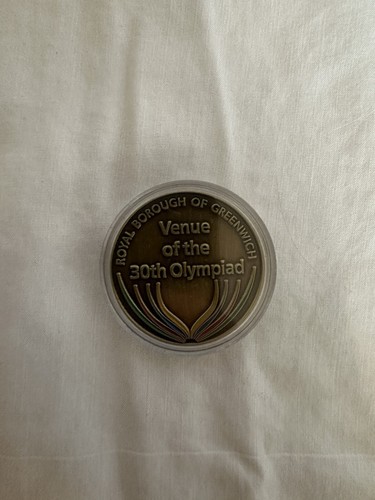 ROYAL BOROUGH OF GREENWICH
Venue
of the
30th Olympiad